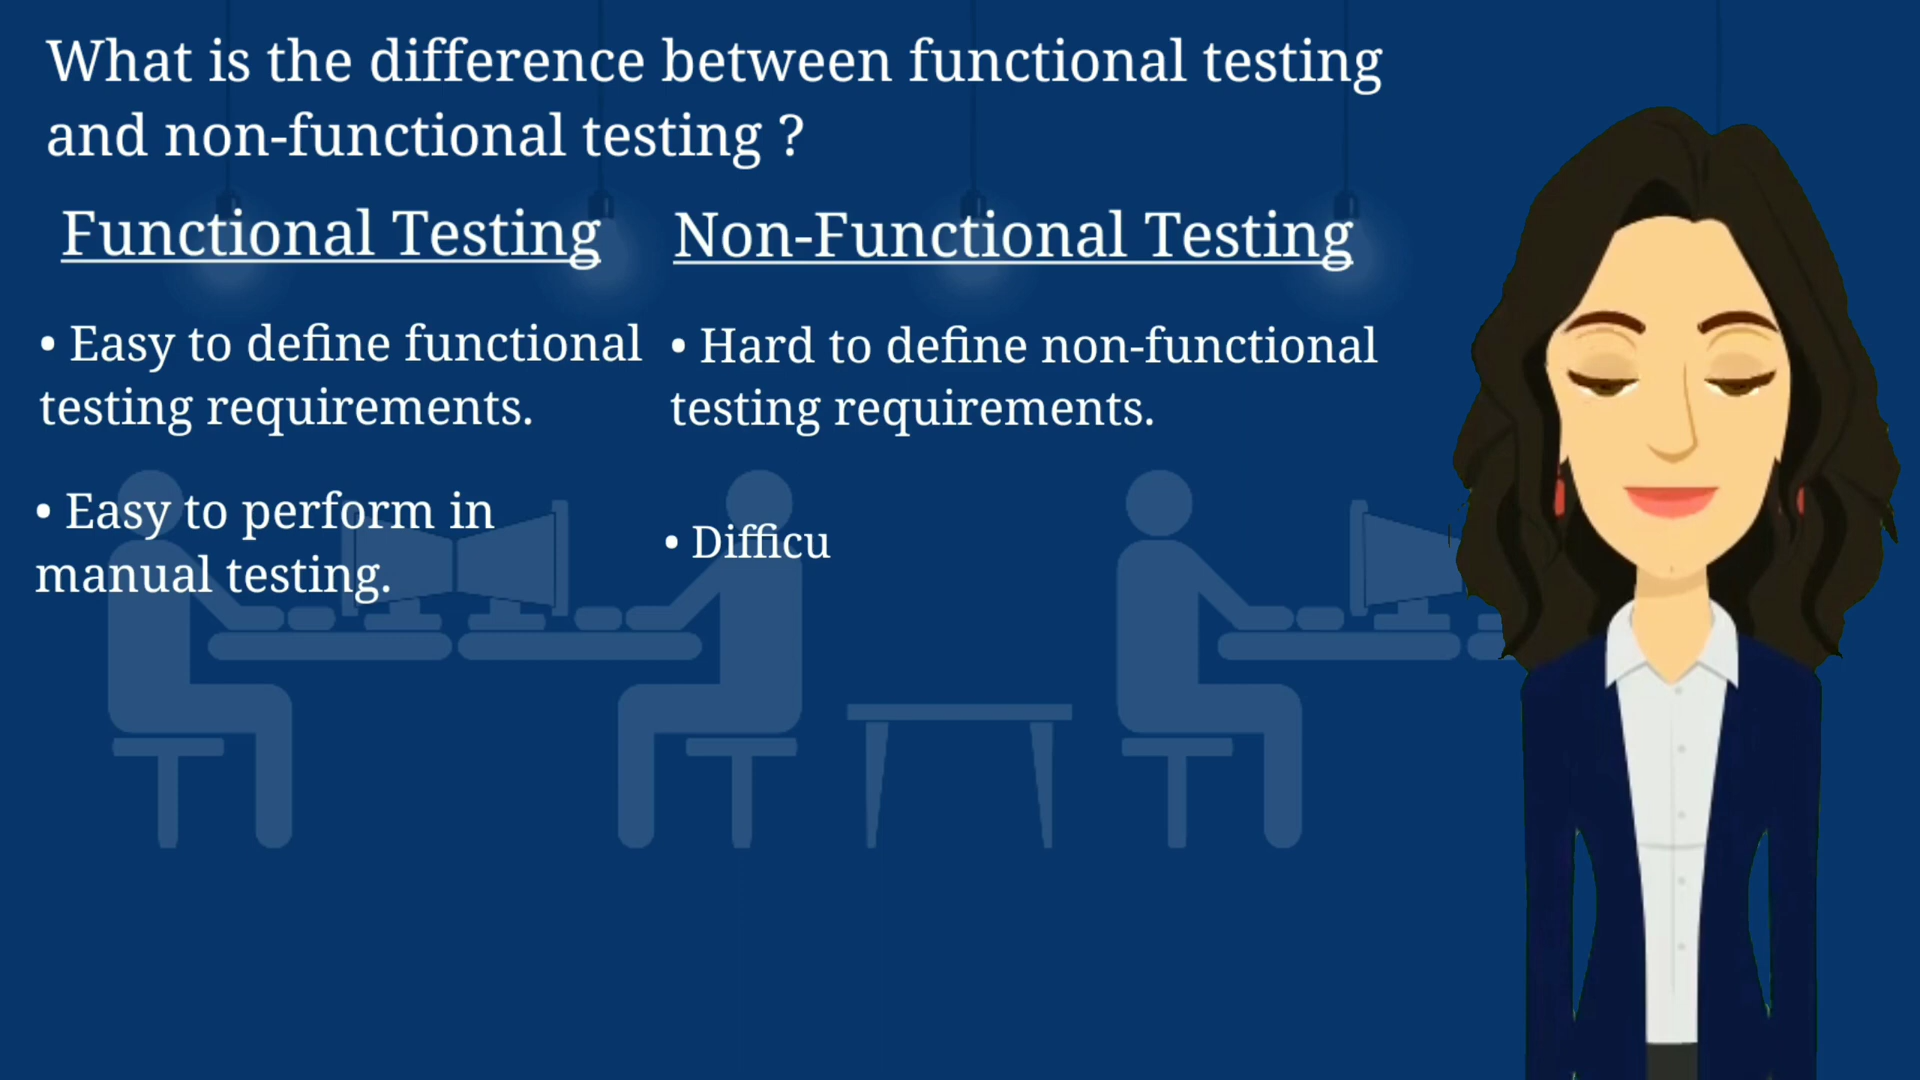 What is the difference between functional testing
and non-functional testing ?
Functional Testing
• Easy to define functional
testing requirements.
• Easy to perform in
manual testing.
Non-Functional Testing
• Hard to define non-functional
testing requirements.
• Difficu